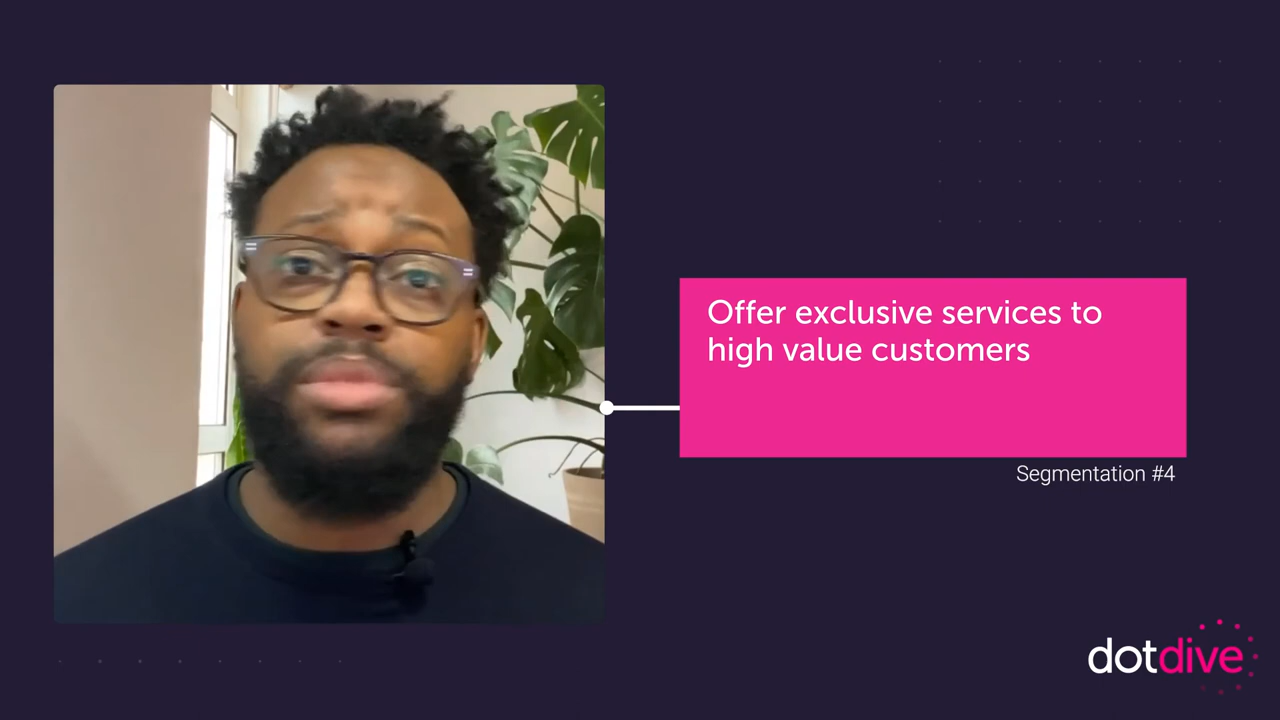 Offer exclusive services to
high value customers
Segmentation #4
dotdive